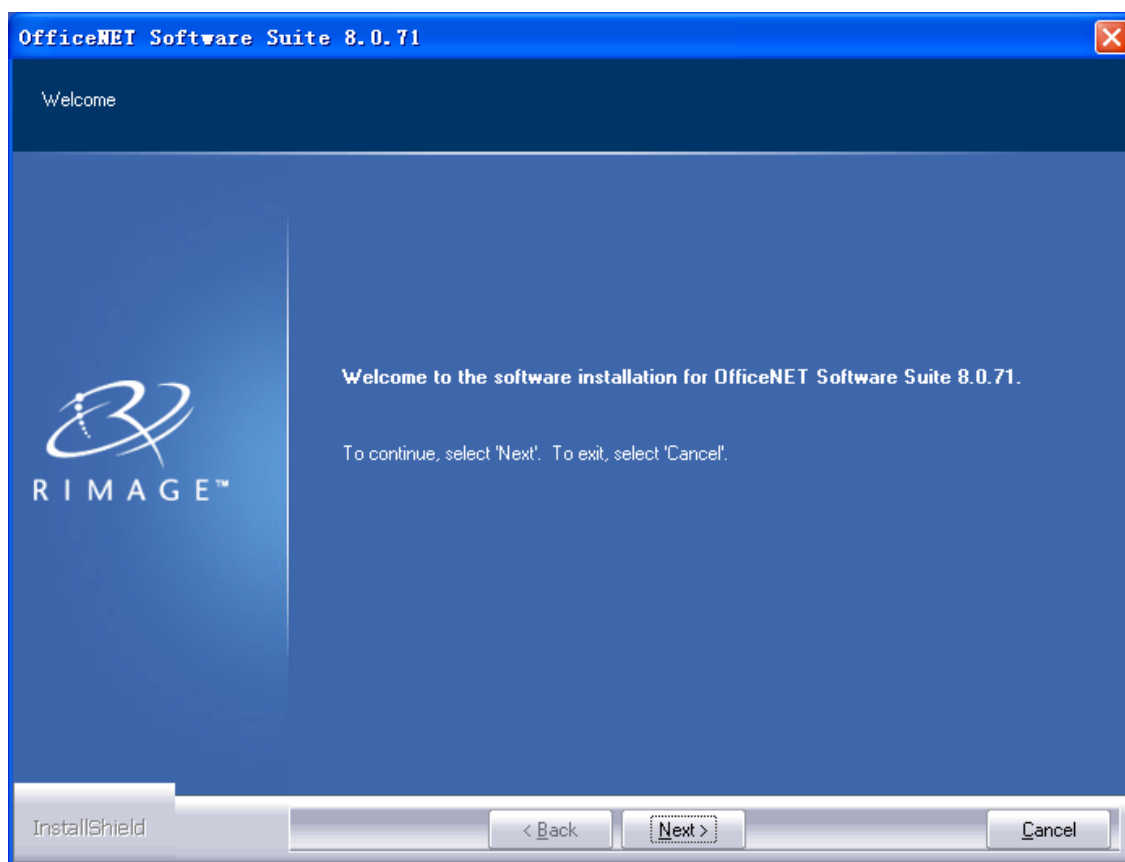 OfficeNET Software Suite 8.0.71
Welcome
Welcome to the software installation for OfficeNET Software Suite 8.0.71.
To continue, select 'Next'. To exit, select 'Cancel'.
RIMAGE™
InstallShield
< Back
Next >
Cancel